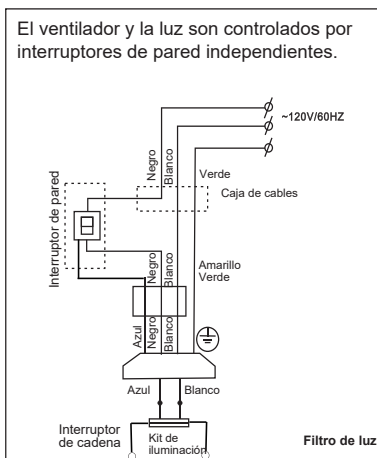 El ventilador y la luz son controlados por
interruptores de pared independientes.
~120V/60HZ
Negro
Blanco
Verde
Caja de cables
Interruptor de pared
Negro
Blanco
Amarillo
Verde
Azul
Negro
Blanco
Azul
Blanco
Interruptor
de cadena
Kit de
iluminación
Filtro de luz